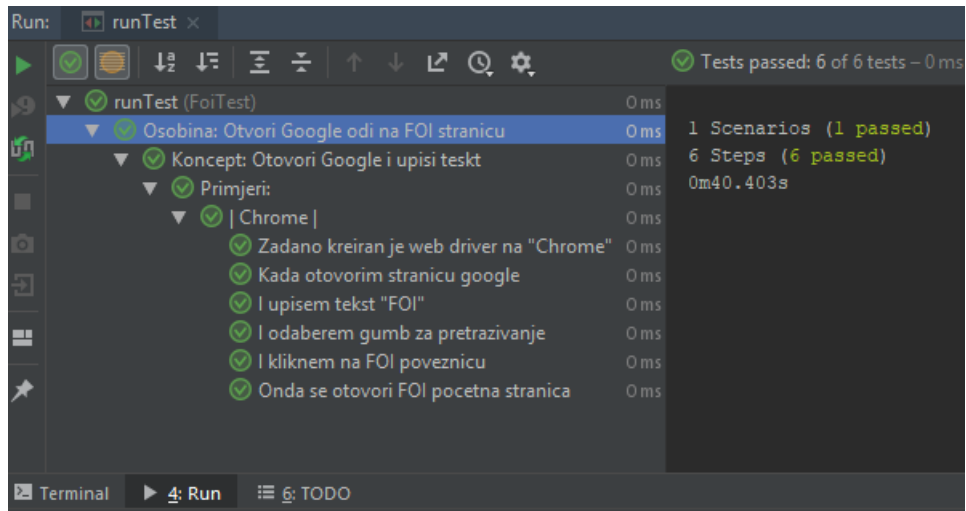 Run: runTest ×
Tests passed: 6 of 6 tests – 0 ms
runTest (FoiTest) 0 ms
Osobina: Otvori Google odi na FOI stranicu 0 ms
Koncept: Otovori Google i upisi teskt 0 ms
Primjeri: 0 ms
| Chrome | 0 ms
Zadano kreiran je web driver na "Chrome" 0 ms
Kada otovorim stranicu google 0 ms
I upisem tekst "FOI" 0 ms
I odaberem gumb za pretrazivanje 0 ms
I kliknem na FOI poveznicu 0 ms
Onda se otovori FOI pocetna stranica 0 ms
1 Scenarios (1 passed)
6 Steps (6 passed)
0m40.403s
Terminal 4: Run 6: TODO